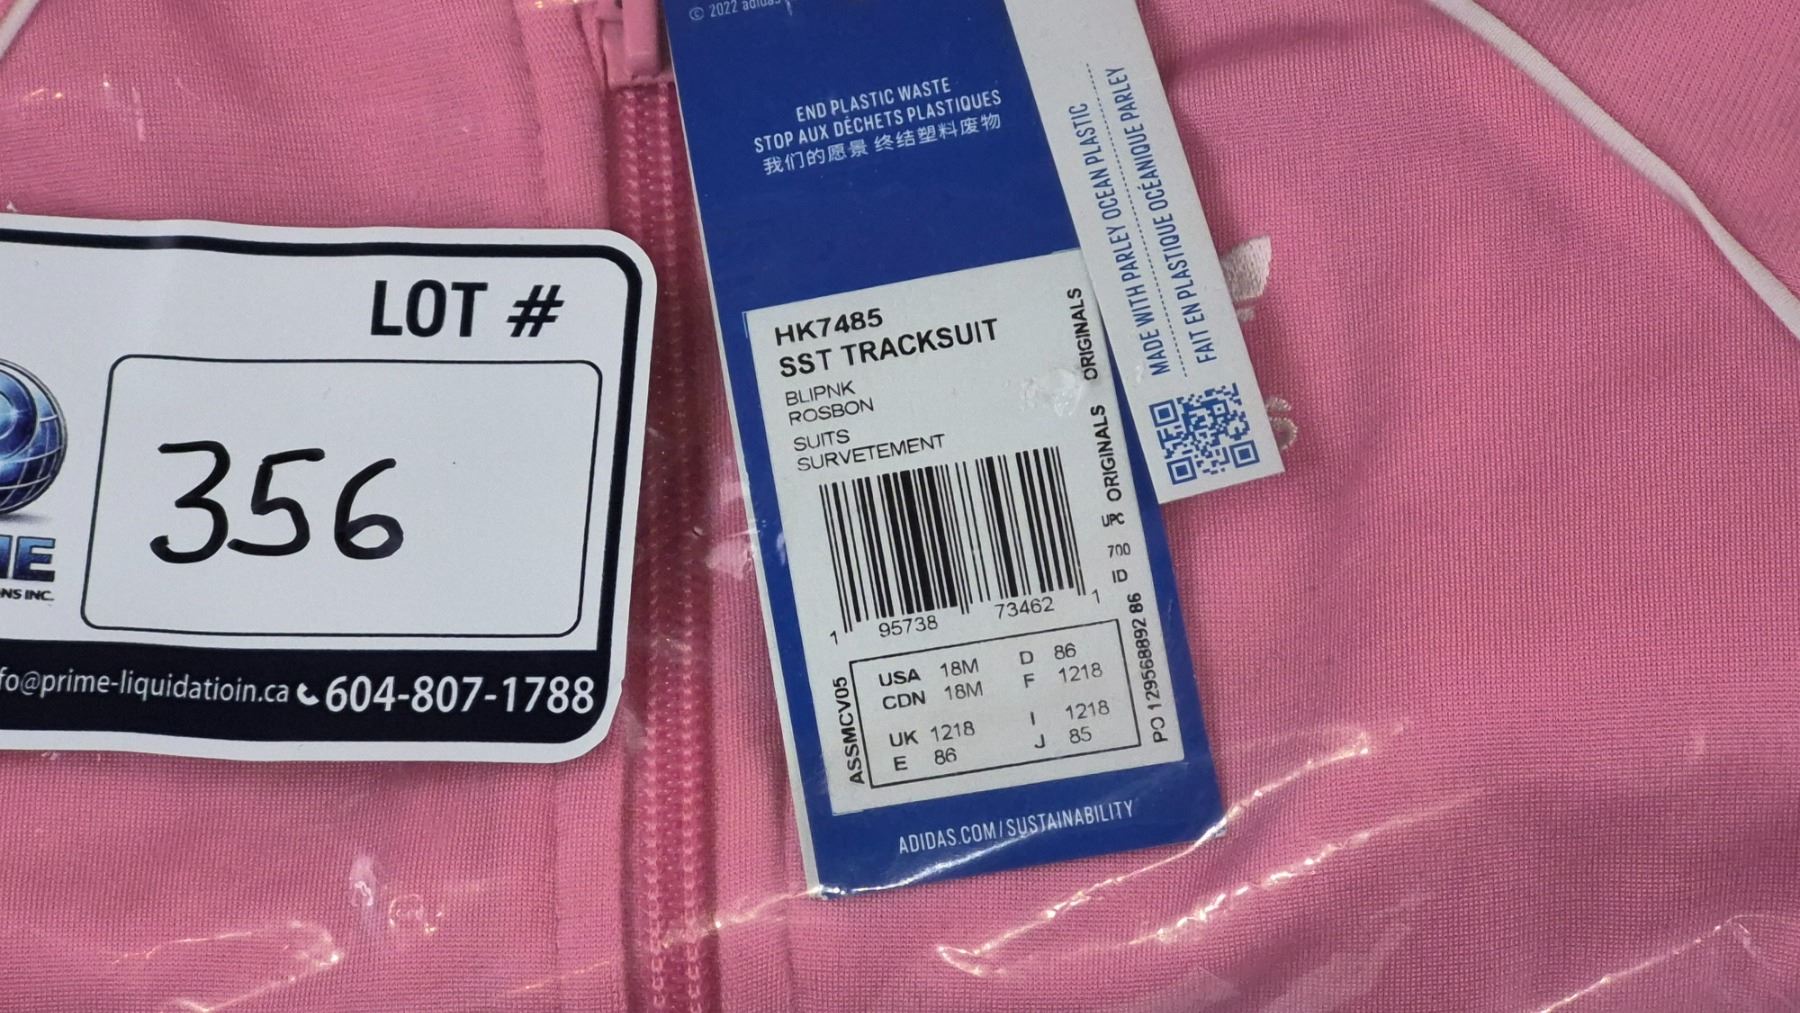 LOT #
356
NS INC.
fo@prime-liquidatioin.ca 604-807-1788
© 2022 adidas
END PLASTIC WASTE
STOP AUX DÉCHETS PLASTIQUES
我们的愿景 终结塑料废物
HK7485
SST TRACKSUIT
BLIPNK
ROSBON
SUITS
SURVETEMENT
1 95738 73462 1
ORIGINALS
ORIGINALS
UPC
700
ID
86
PO 129568892
ASSMCV05
USA 18M D 86
CDN 18M F 1218
UK 1218 I 1218
E 86 J 85
ADIDAS.COM/SUSTAINABILITY
MADE WITH PARLEY OCEAN PLASTIC
FAIT EN PLASTIQUE OCÉANIQUE PARLEY